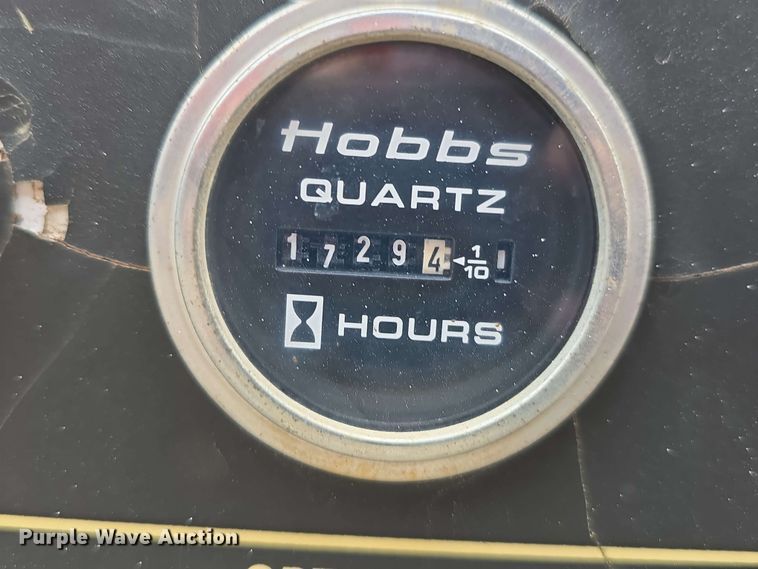 Hobbs
QUARTZ
17294 1/10
HOURS
Purple Wave Auction